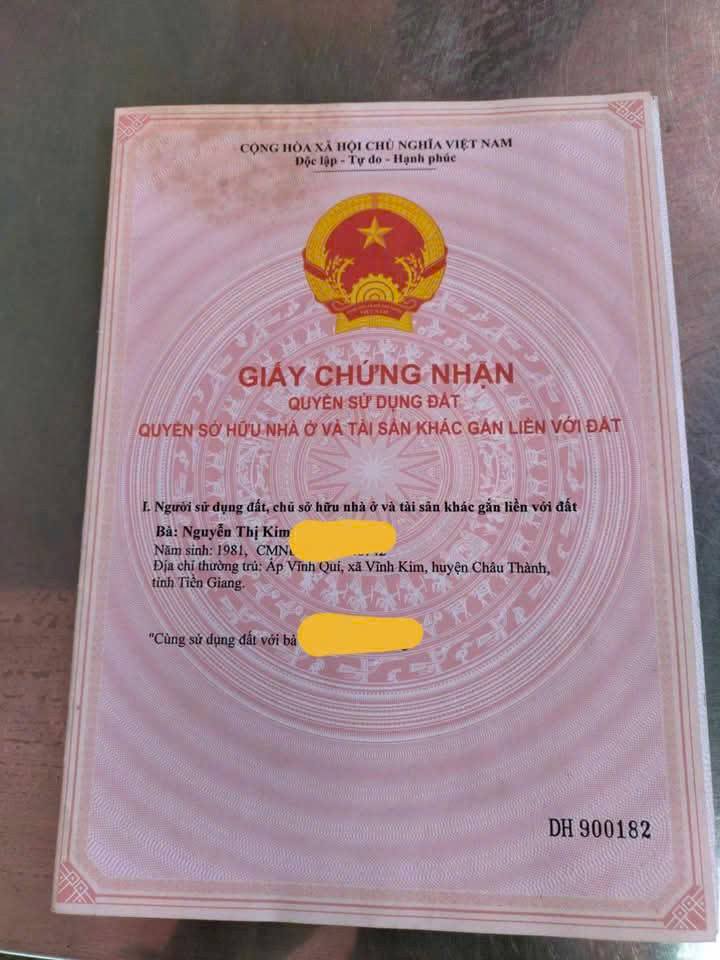 CỘNG HÒA XÃ HỘI CHỦ NGHĨA VIỆT NAM
Độc lập - Tự do - Hạnh phúc
VIỆT NAM
GIẤY CHỨNG NHẬN
QUYỀN SỬ DỤNG ĐẤT
QUYỀN SỞ HỮU NHÀ Ở VÀ TÀI SẢN KHÁC GẮN LIỀN VỚI ĐẤT
I. Người sử dụng đất, chủ sở hữu nhà ở và tài sản khác gắn liền với đất
Bà: Nguyễn Thị Kim
Năm sinh: 1981, CMN
Địa chỉ thường trú: Ấp Vĩnh Quí, xã Vĩnh Kim, huyện Châu Thành,
tỉnh Tiền Giang.
"Cùng sử dụng đất với bà
DH 900182